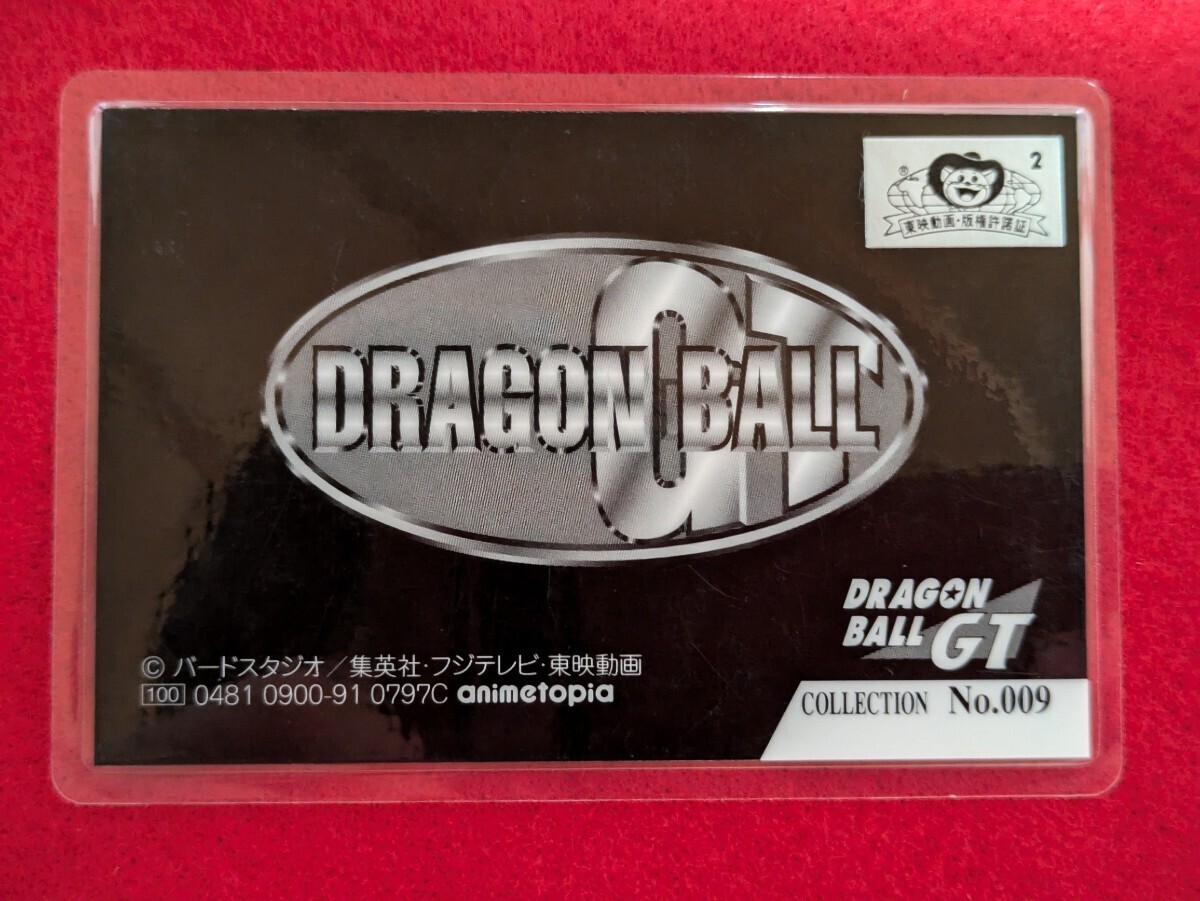 ® 2
東映動画・版権許諾証
GT
DRAGON BALL
DRAGON
BALL GT
© バードスタジオ／集英社・フジテレビ・東映動画
100 0481 0900-91 0797C animetopia
COLLECTION No.009